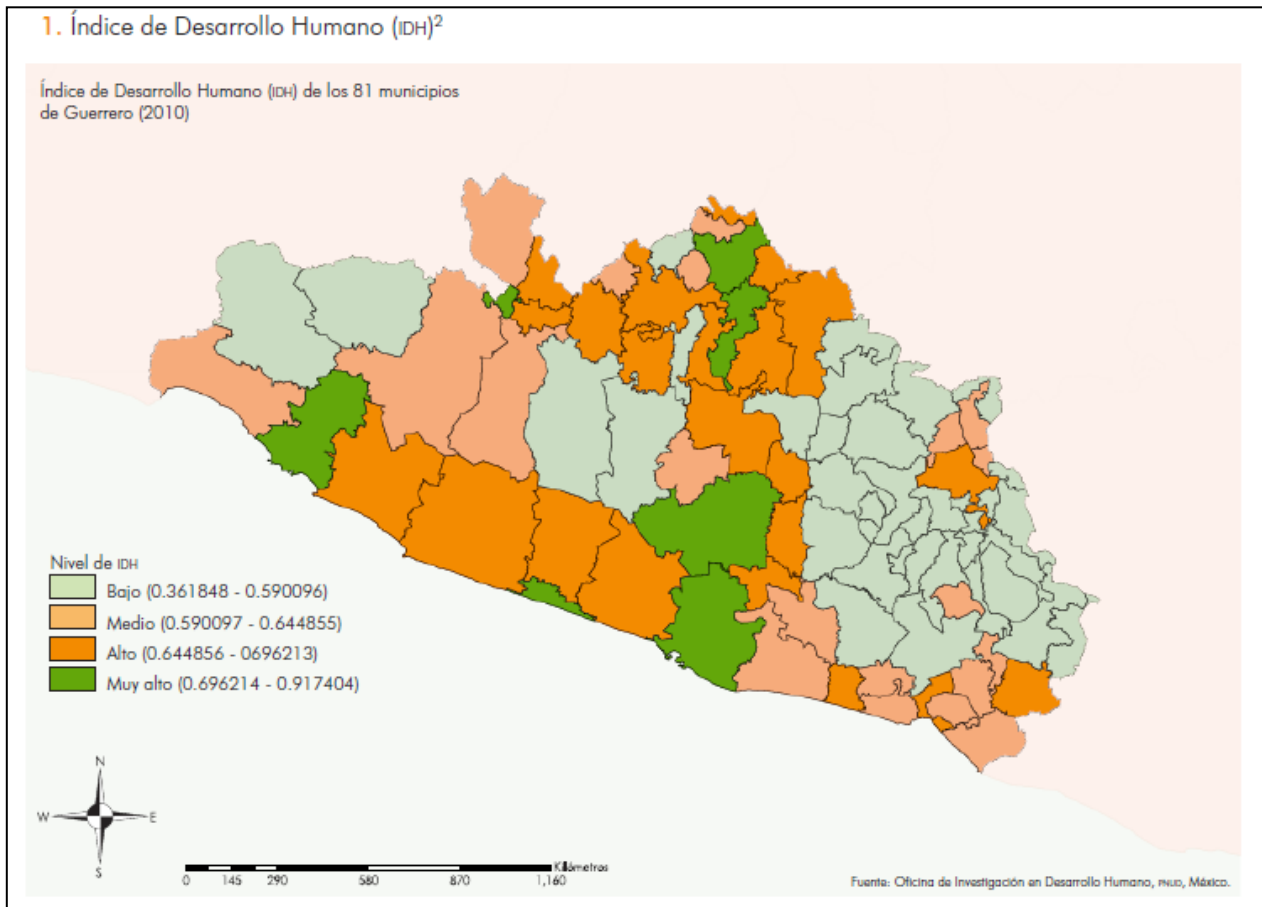 1. Índice de Desarrollo Humano (IDH)²
Índice de Desarrollo Humano (IDH) de los 81 municipios
de Guerrero (2010)
Nivel de IDH
Bajo (0.361848 - 0.590096)
Medio (0.590097 - 0.644855)
Alto (0.644856 - 0696213)
Muy alto (0.696214 - 0.917404)
N
W E
S
Kilómetros
0 145 290 580 870 1,160
Fuente: Oficina de Investigación en Desarrollo Humano, PNUD, México.